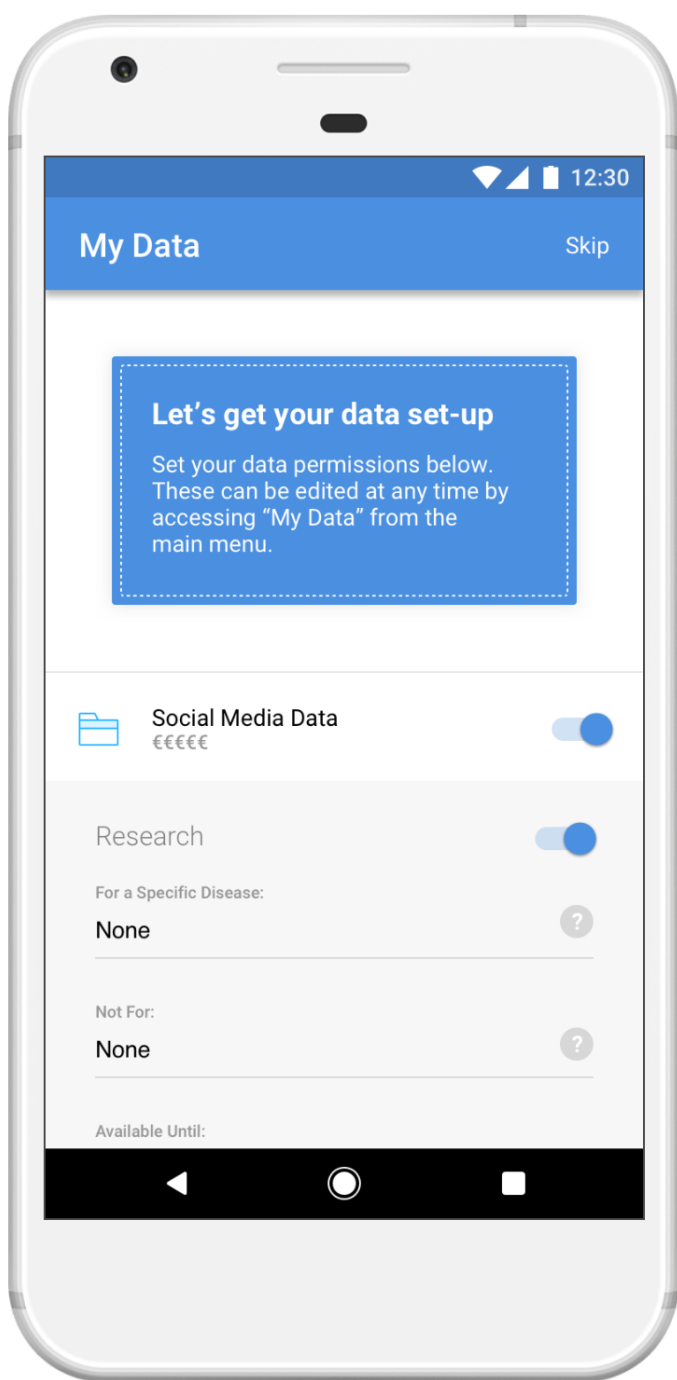 12:30
My Data
Skip
Let’s get your data set-up
Set your data permissions below.
These can be edited at any time by
accessing “My Data” from the
main menu.
Social Media Data
€€€€€
Research
For a Specific Disease:
None
?
Not For:
None
?
Available Until: